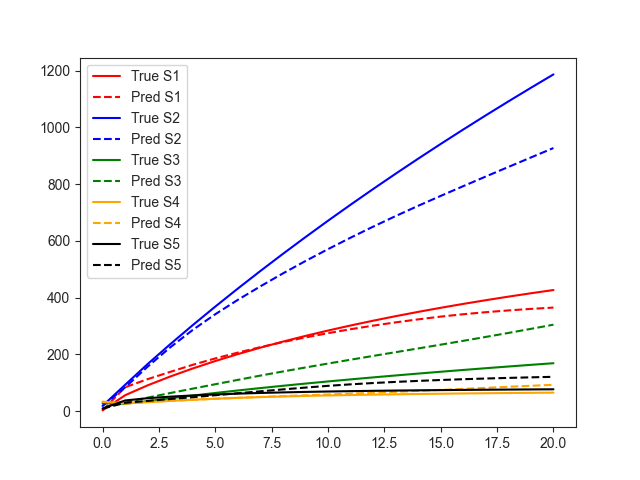 1200
1000
800
600
400
200
0
True S1
Pred S1
True S2
Pred S2
True S3
Pred S3
True S4
Pred S4
True S5
Pred S5
0.0 2.5 5.0 7.5 10.0 12.5 15.0 17.5 20.0